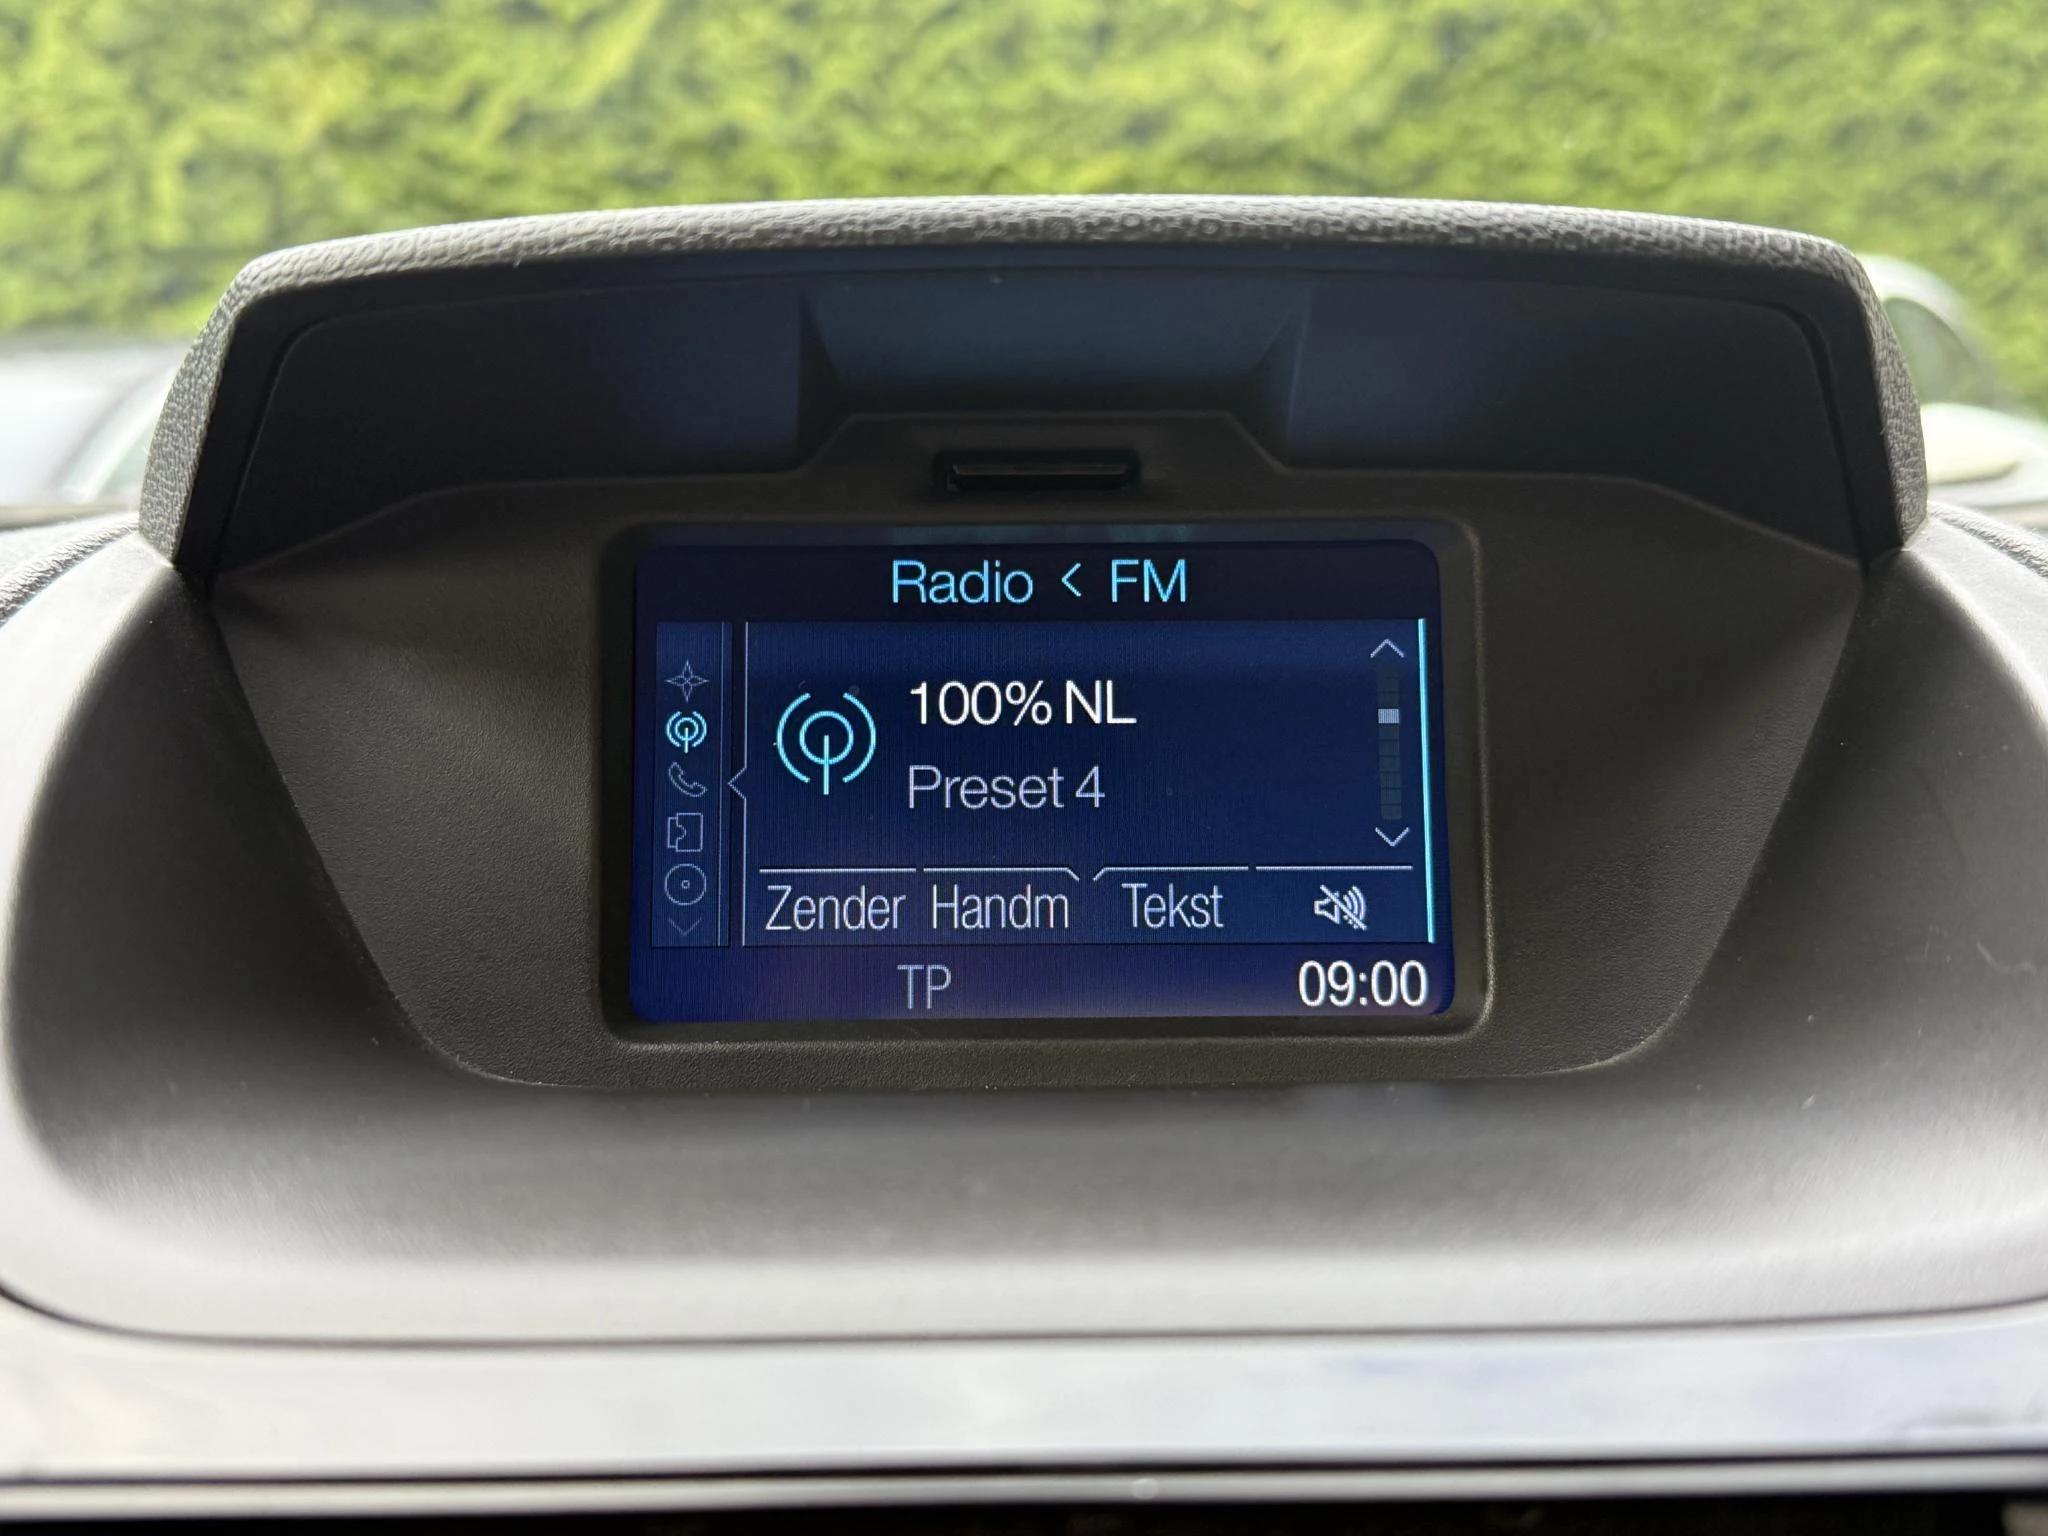 Radio < FM
100% NL
Preset 4
Zender Handm Tekst
TP 09:00